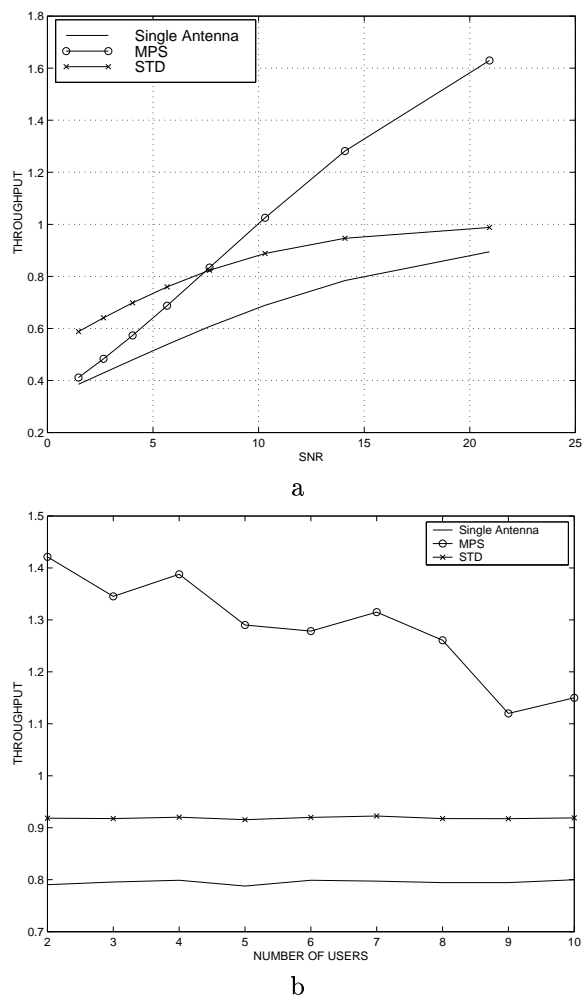 1.8
1.6
1.4
1.2
1
0.8
0.6
0.4
0.2
THROUGHPUT
Single Antenna
MPS
STD
0 5 10 15 20 25
SNR
a
1.5
1.4
1.3
1.2
1.1
1
0.9
0.8
0.7
THROUGHPUT
Single Antenna
MPS
STD
2 3 4 5 6 7 8 9 10
NUMBER OF USERS
b